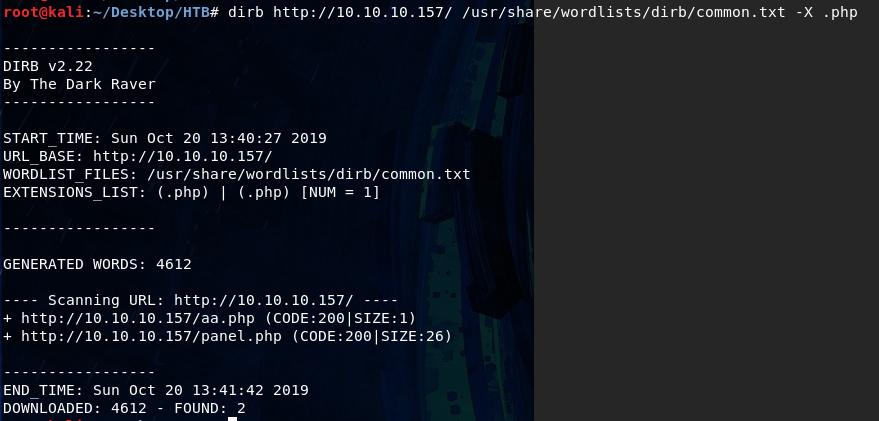 root@kali:~/Desktop/HTB# dirb http://10.10.10.157/ /usr/share/wordlists/dirb/common.txt -X .php
-----------------
DIRB v2.22
By The Dark Raver
-----------------
START_TIME: Sun Oct 20 13:40:27 2019
URL_BASE: http://10.10.10.157/
WORDLIST_FILES: /usr/share/wordlists/dirb/common.txt
EXTENSIONS_LIST: (.php) | (.php) [NUM = 1]
-----------------
GENERATED WORDS: 4612
---- Scanning URL: http://10.10.10.157/ ----
+ http://10.10.10.157/aa.php (CODE:200|SIZE:1)
+ http://10.10.10.157/panel.php (CODE:200|SIZE:26)
-----------------
END_TIME: Sun Oct 20 13:41:42 2019
DOWNLOADED: 4612 - FOUND: 2